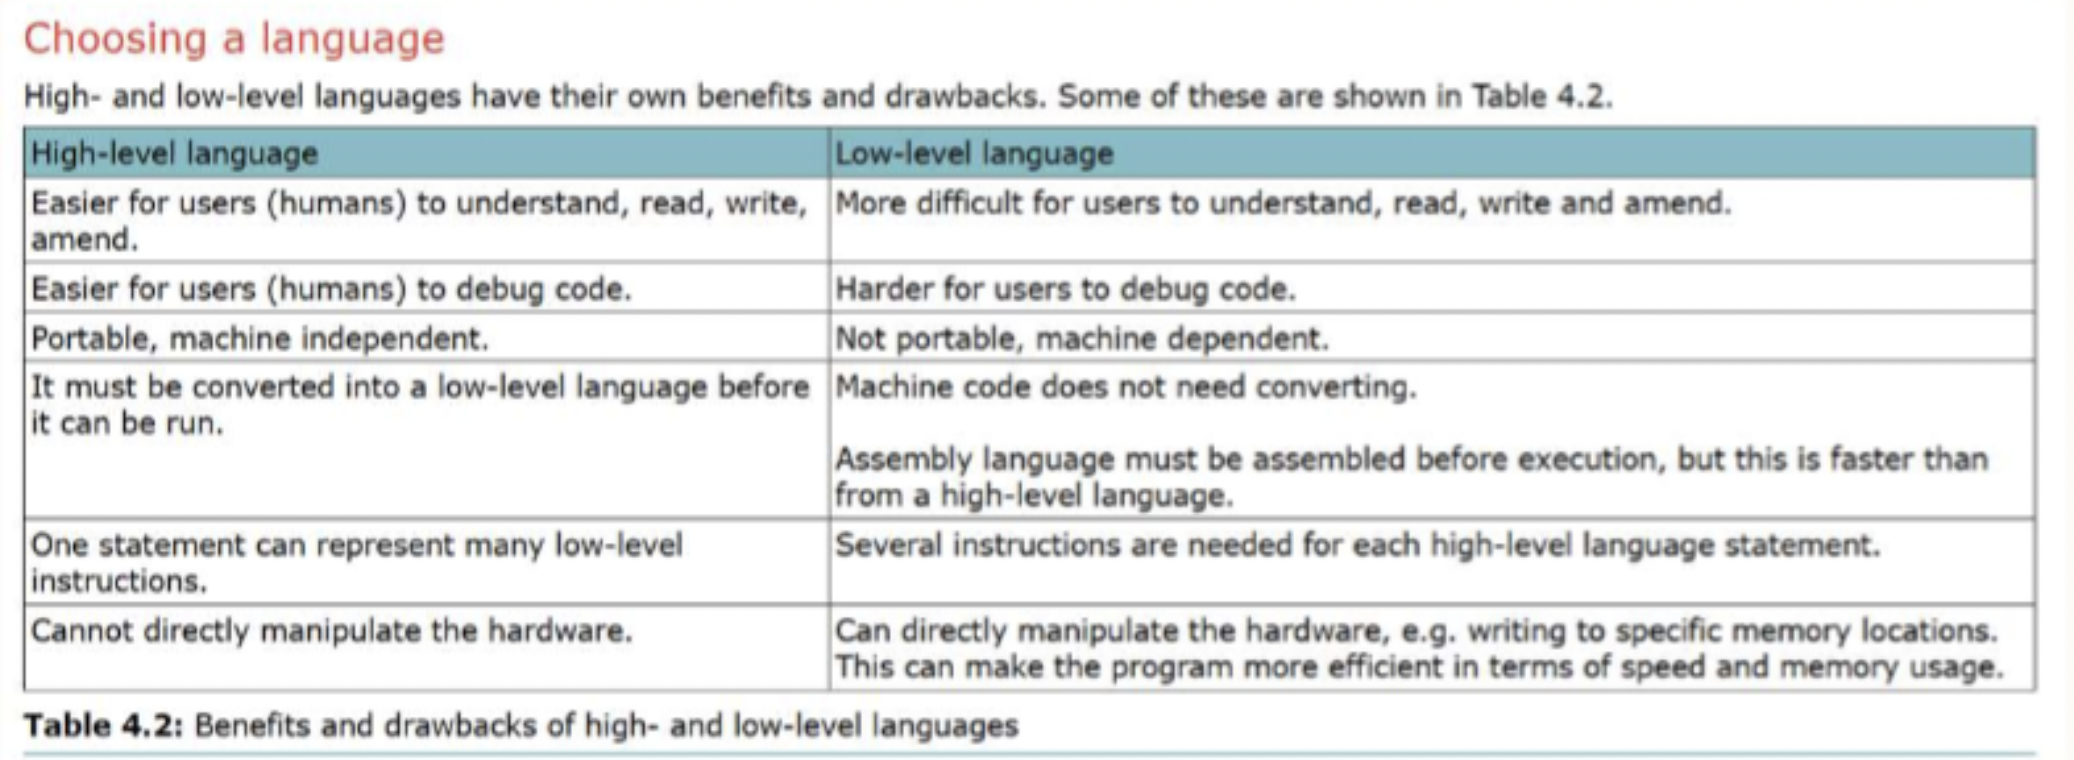 Choosing a language
High- and low-level languages have their own benefits and drawbacks. Some of these are shown in Table 4.2.
High-level language
Low-level language
Easier for users (humans) to understand, read, write,
amend.
More difficult for users to understand, read, write and amend.
Easier for users (humans) to debug code.
Harder for users to debug code.
Portable, machine independent.
Not portable, machine dependent.
It must be converted into a low-level language before
it can be run.
Machine code does not need converting.
Assembly language must be assembled before execution, but this is faster than
from a high-level language.
One statement can represent many low-level
instructions.
Several instructions are needed for each high-level language statement.
Cannot directly manipulate the hardware.
Can directly manipulate the hardware, e.g. writing to specific memory locations.
This can make the program more efficient in terms of speed and memory usage.
Table 4.2: Benefits and drawbacks of high- and low-level languages